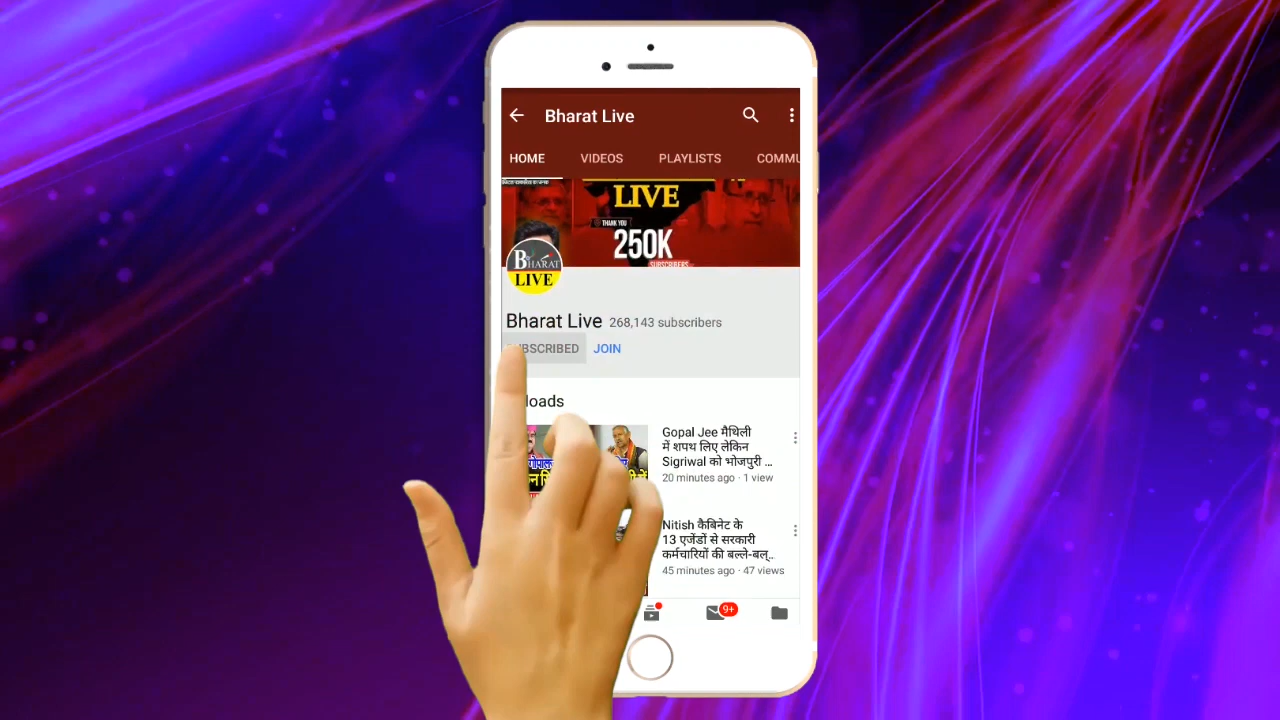 Bharat Live
HOME VIDEOS PLAYLISTS COMMU
LIVE
THANK YOU
250K
SUBSCRIBERS
BHARAT
LIVE
Bharat Live 268,143 subscribers
SUBSCRIBED JOIN
loads
Gopal Jee मैथिली
में शपथ लिए लेकिन
Sigriwal को भोजपुरी ...
20 minutes ago · 1 view
Nitish कैबिनेट के
13 एजेंडों से सरकारी
कर्मचारियों की बल्ले-बल्..
45 minutes ago · 47 views
9+